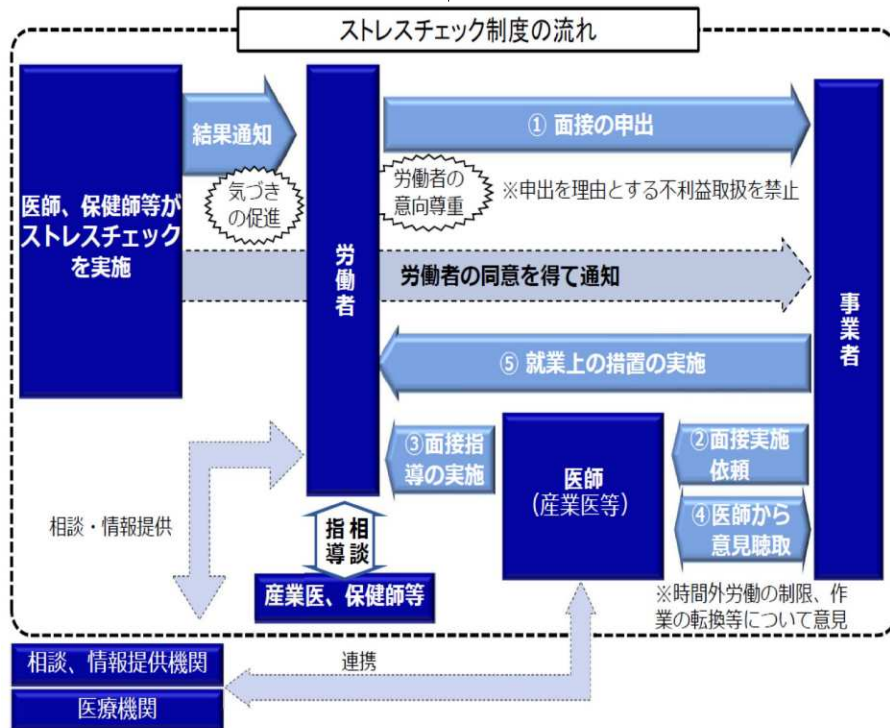 ストレスチェック制度の流れ
医師、保健師等が
ストレスチェック
を実施
結果通知
気づき
の促進
労働者
① 面接の申出
労働者の
意向尊重
※申出を理由とする不利益取扱を禁止
労働者の同意を得て通知
事業者
⑤ 就業上の措置の実施
③面接指
導の実施
医師
(産業医等)
②面接実施
依頼
④医師から
意見聴取
※時間外労働の制限、作
業の転換等について意見
相談・情報提供
相談
指導
産業医、保健師等
相談、情報提供機関
医療機関
連携